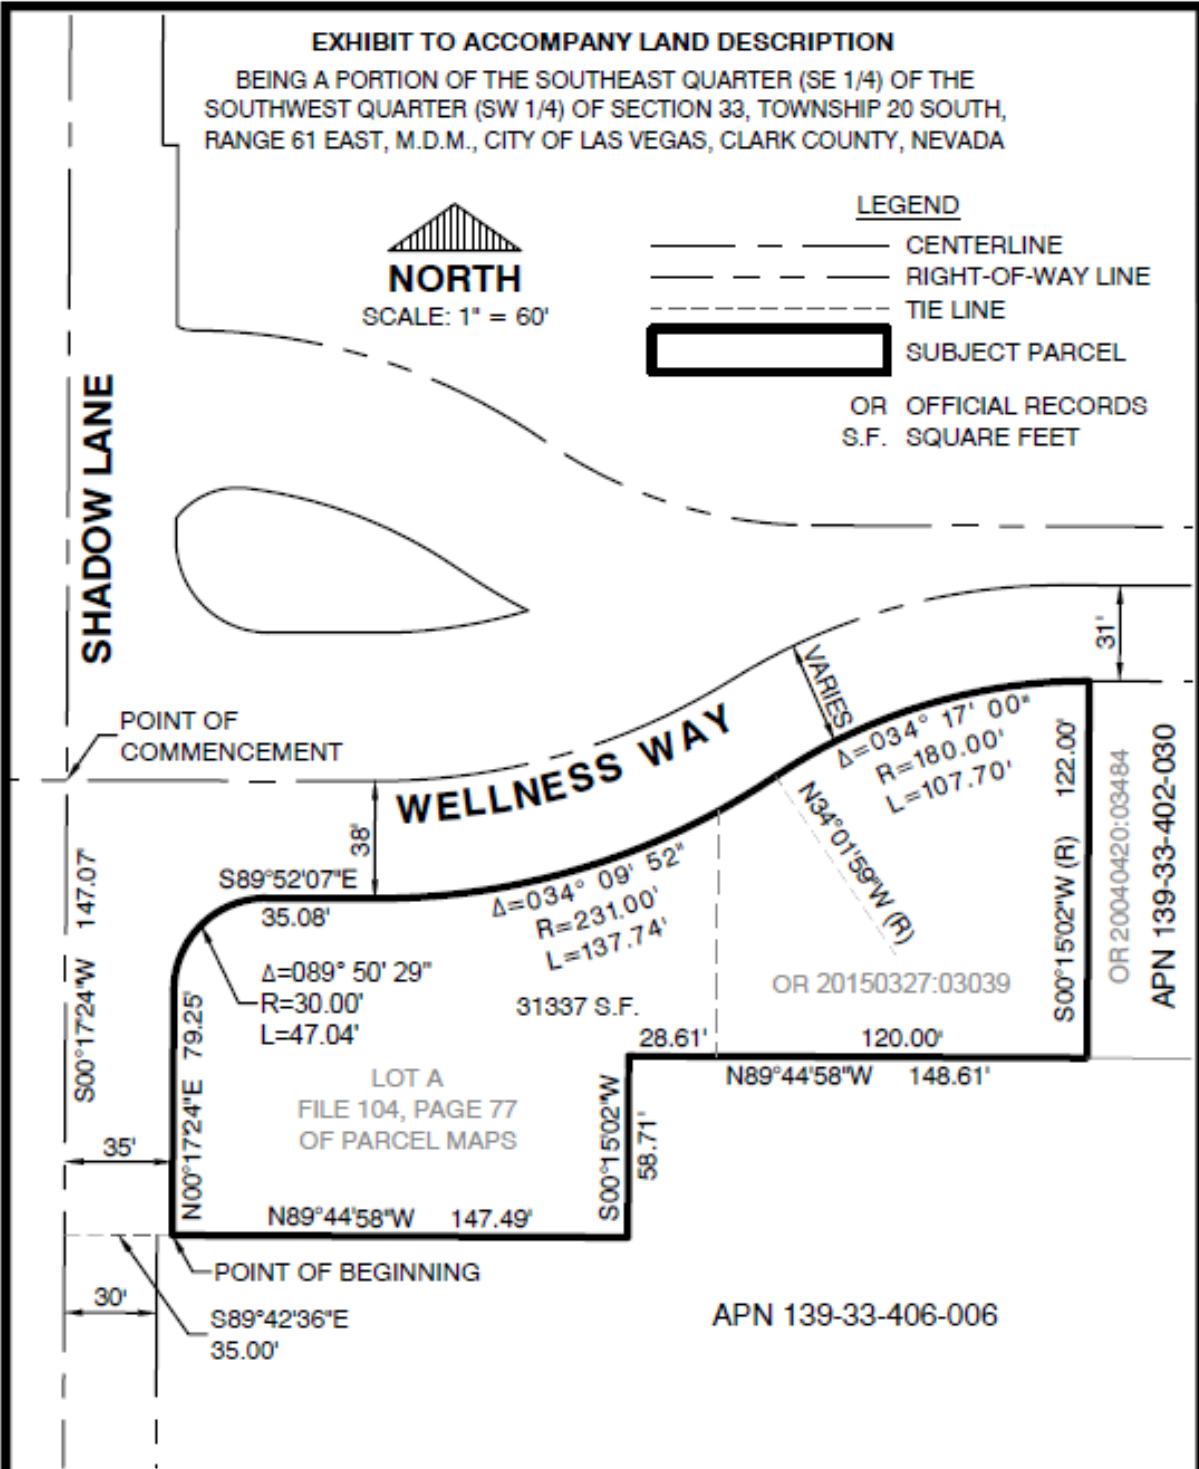 EXHIBIT TO ACCOMPANY LAND DESCRIPTION
BEING A PORTION OF THE SOUTHEAST QUARTER (SE 1/4) OF THE
SOUTHWEST QUARTER (SW 1/4) OF SECTION 33, TOWNSHIP 20 SOUTH,
RANGE 61 EAST, M.D.M., CITY OF LAS VEGAS, CLARK COUNTY, NEVADA
NORTH
SCALE: 1" = 60'
LEGEND
CENTERLINE
RIGHT-OF-WAY LINE
TIE LINE
SUBJECT PARCEL
OR OFFICIAL RECORDS
S.F. SQUARE FEET
SHADOW LANE
POINT OF
COMMENCEMENT
WELLNESS WAY
VARIES
31'
38'
Δ=034° 17' 00"
R=180.00'
L=107.70'
N34°01'59"W (R)
S00°15'02"W (R) 122.00'
OR 20040420:03484
APN 139-33-402-030
S89°52'07"E
35.08'
Δ=034° 09' 52"
R=231.00'
L=137.74'
Δ=089° 50' 29"
R=30.00'
L=47.04'
S00°17'24"W 147.07'
N00°17'24"E 79.25'
31337 S.F.
OR 20150327:03039
28.61'
120.00'
N89°44'58"W 148.61'
LOT A
FILE 104, PAGE 77
OF PARCEL MAPS
S00°15'02"W
58.71'
35'
N89°44'58"W 147.49'
POINT OF BEGINNING
30'
S89°42'36"E
35.00'
APN 139-33-406-006